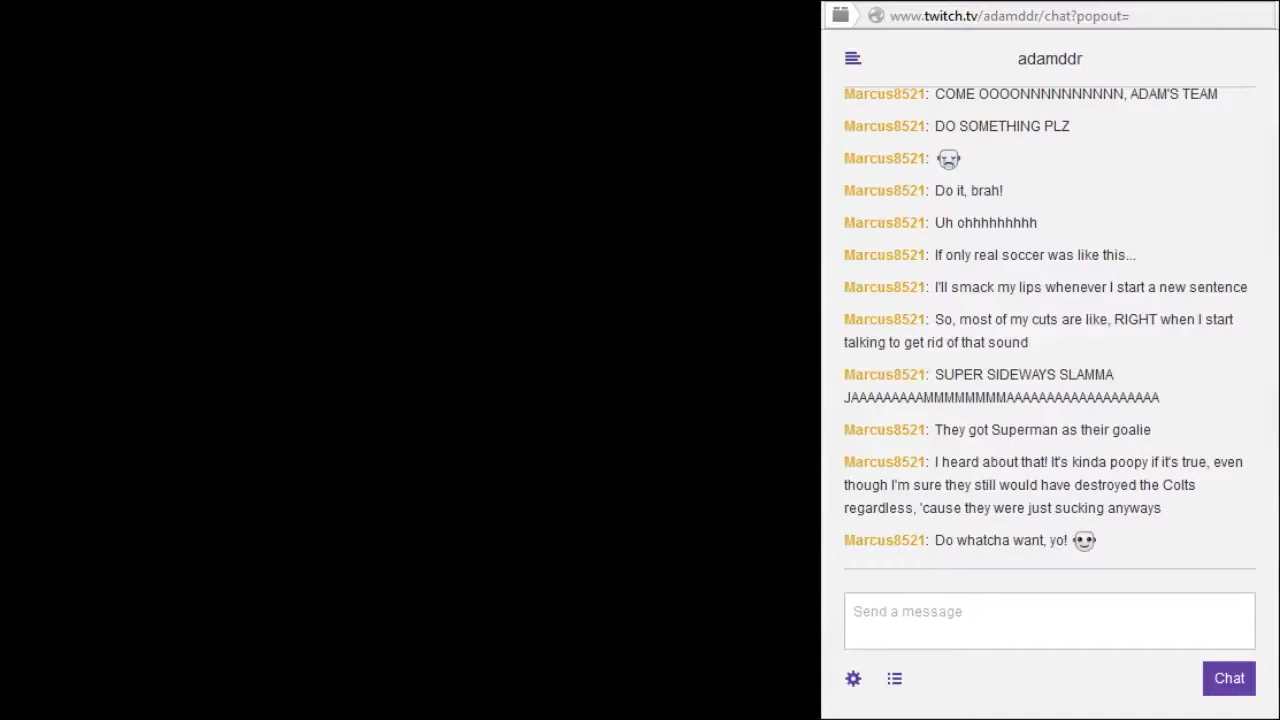 www.twitch.tv/adamddr/chat?popout=
adamddr
Marcus8521: COME OOOONNNNNNNNNN, ADAM'S TEAM
Marcus8521: DO SOMETHING PLZ
Marcus8521:
Marcus8521: Do it, brah!
Marcus8521: Uh ohhhhhhhhh
Marcus8521: If only real soccer was like this...
Marcus8521: I'll smack my lips whenever I start a new sentence
Marcus8521: So, most of my cuts are like, RIGHT when I start
talking to get rid of that sound
Marcus8521: SUPER SIDEWAYS SLAMMA
JAAAAAAAAAMMMMMMMMAAAAAAAAAAAAAAAAAAAA
Marcus8521: They got Superman as their goalie
Marcus8521: I heard about that! It's kinda poopy if it's true, even
though I'm sure they still would have destroyed the Colts
regardless, 'cause they were just sucking anyways
Marcus8521: Do whatcha want, yo!
Send a message
Chat